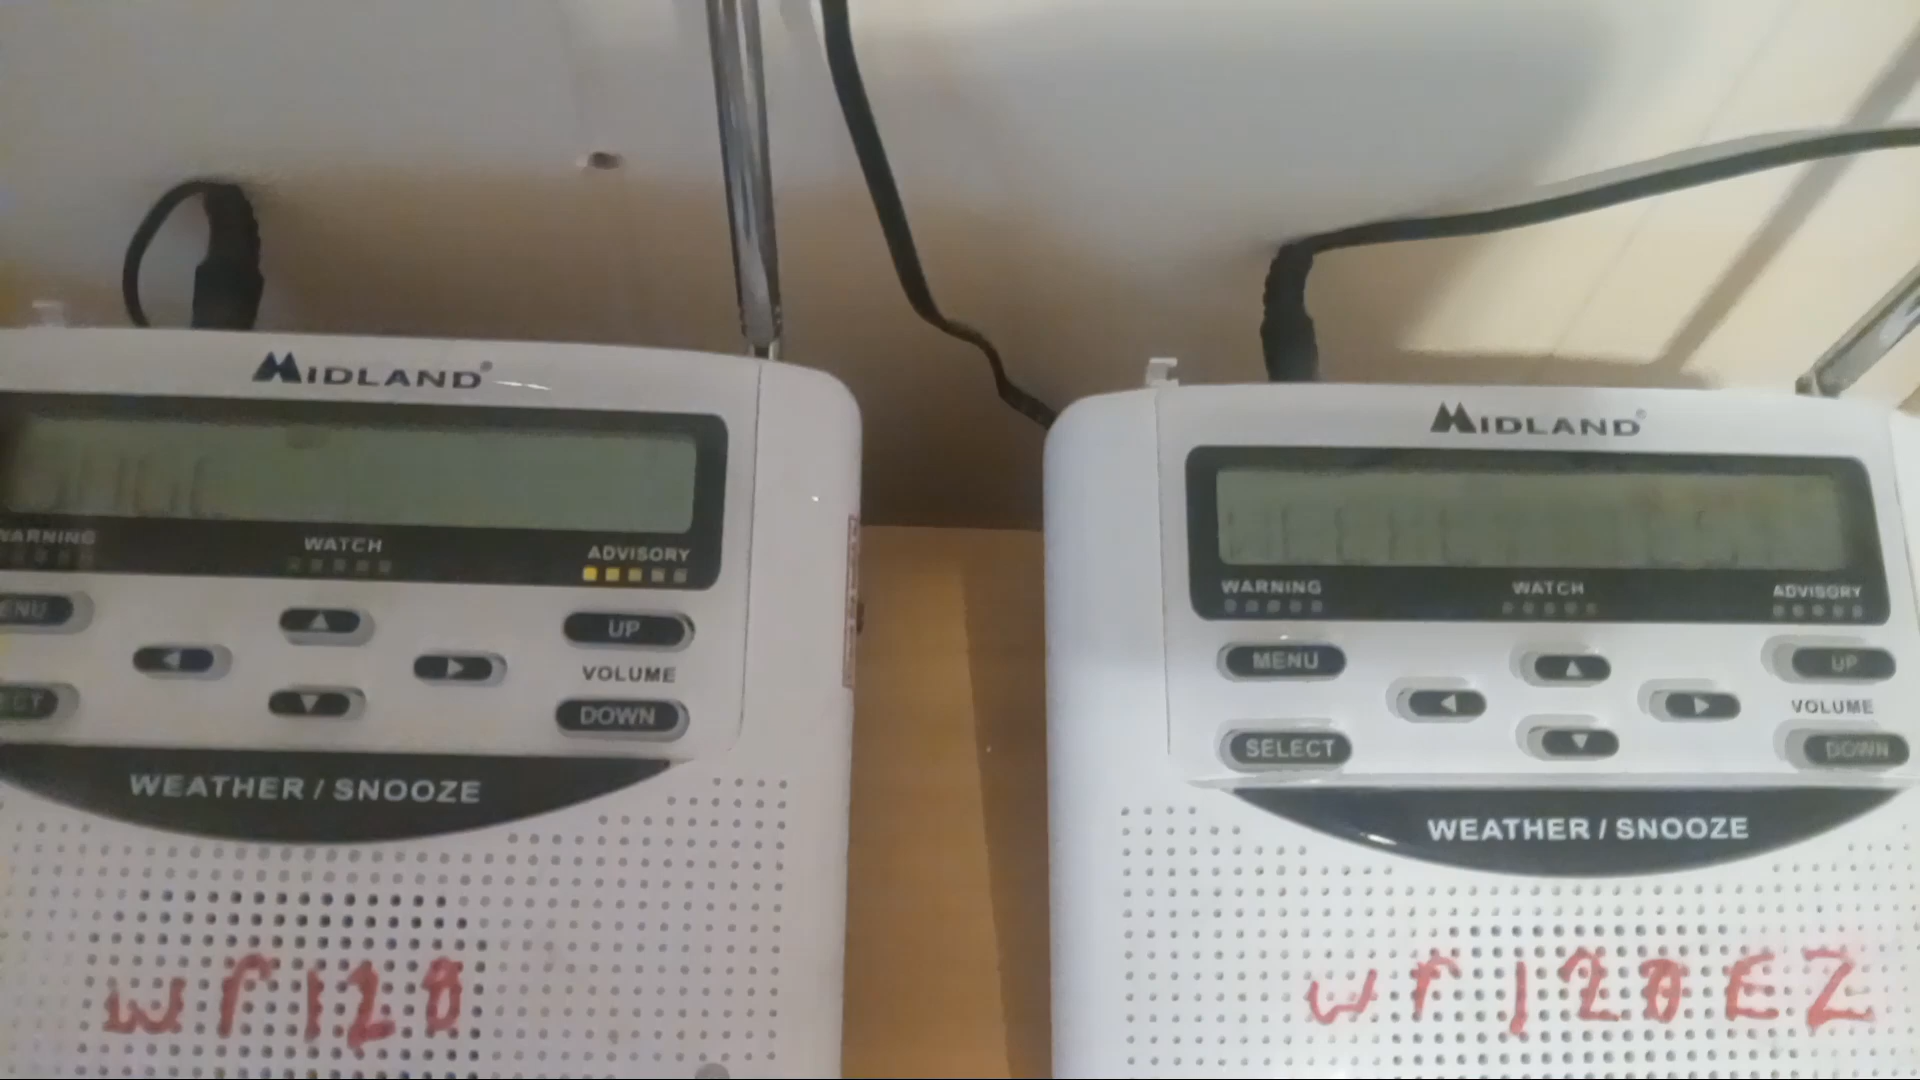 MIDLAND®
WARNING
WATCH
ADVISORY
UP
VOLUME
DOWN
WEATHER / SNOOZE
wr120
MIDLAND®
WARNING
WATCH
ADVISORY
MENU
UP
VOLUME
SELECT
DOWN
WEATHER / SNOOZE
wr120EZ